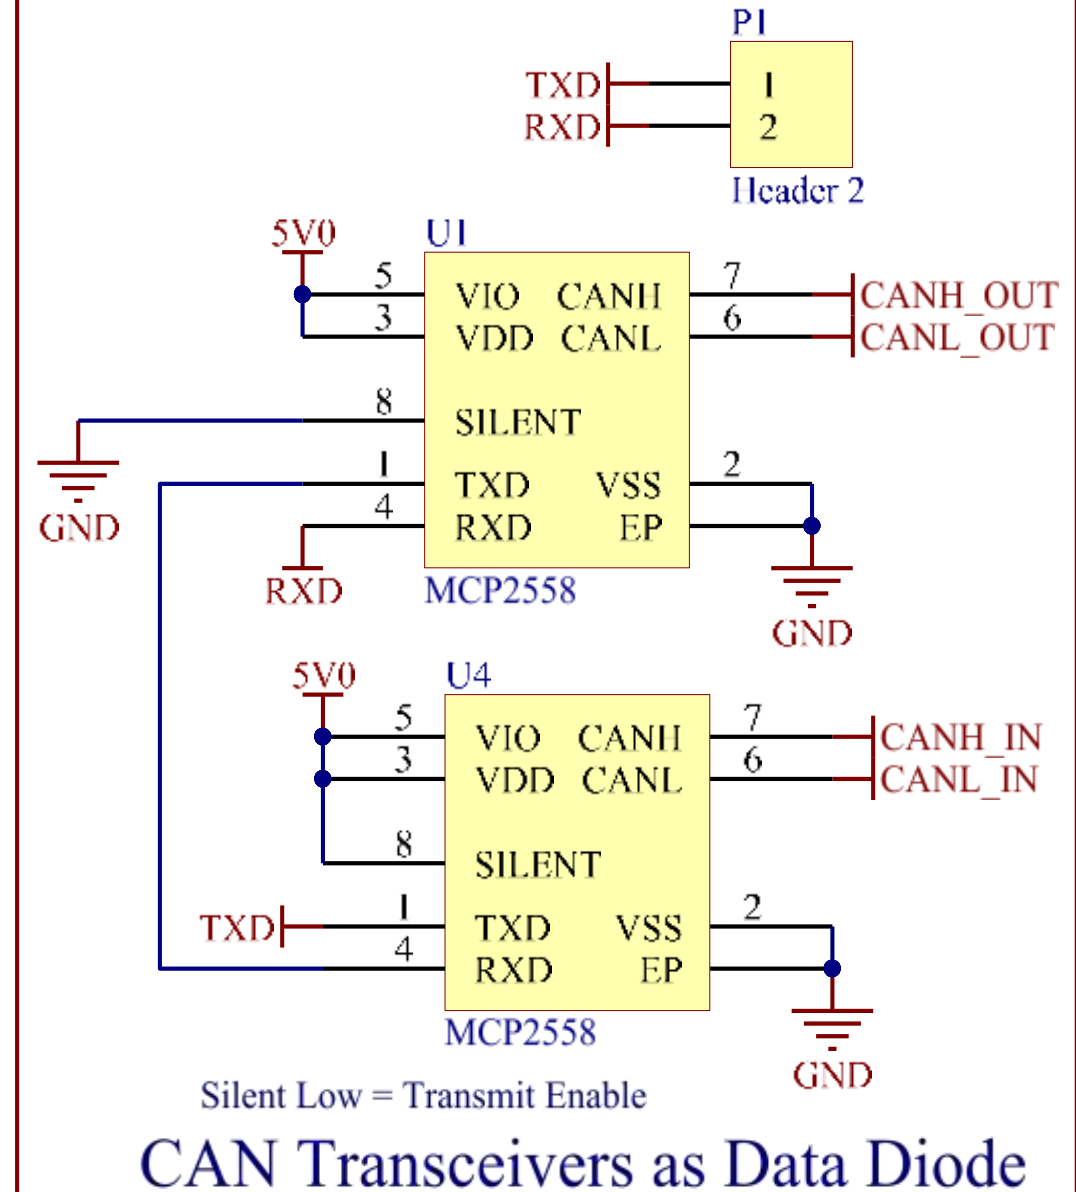 P1
TXD 1
RXD 2
Header 2
5V0 U1
5 VIO CANH 7 CANH_OUT
3 VDD CANL 6 CANL_OUT
8 SILENT
1 TXD VSS 2
4 RXD EP
GND
RXD MCP2558
GND
5V0 U4
5 VIO CANH 7 CANH_IN
3 VDD CANL 6 CANL_IN
8 SILENT
TXD 1 TXD VSS 2
4 RXD EP
MCP2558
GND
Silent Low = Transmit Enable
CAN Transceivers as Data Diode